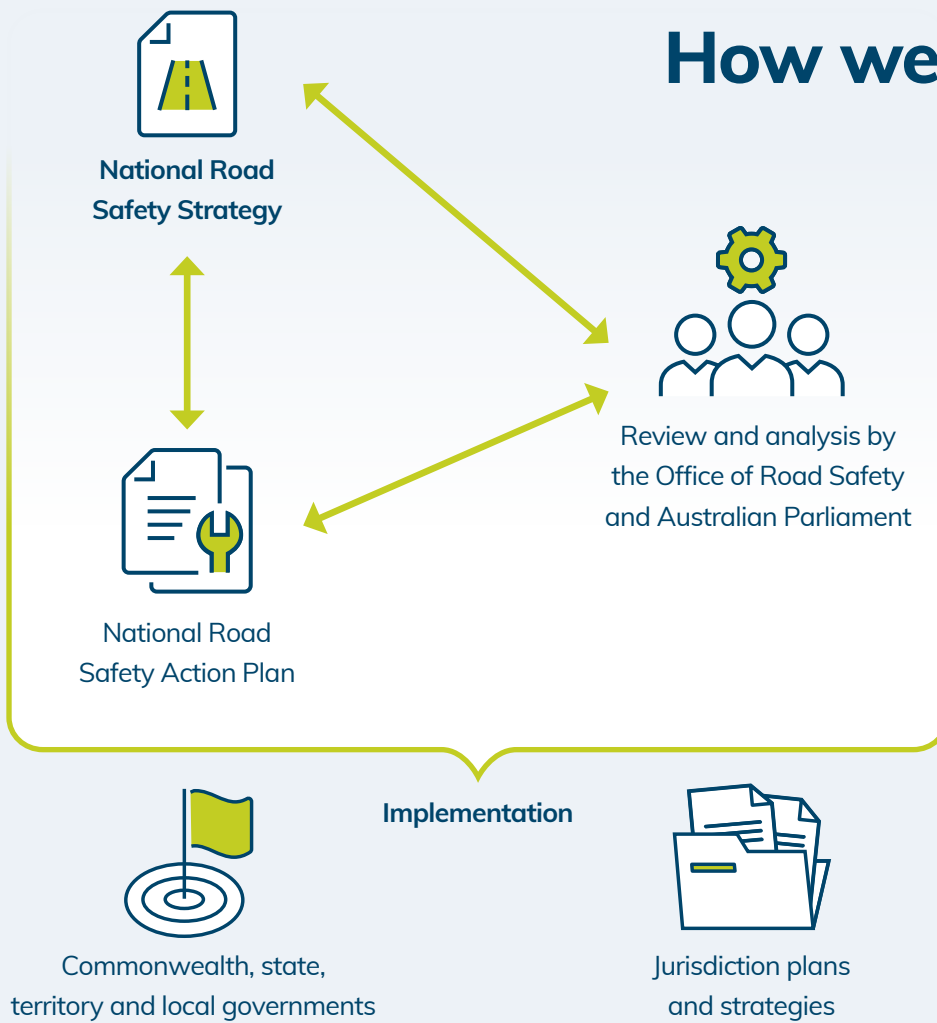 How we
National Road
Safety Strategy
Review and analysis by
the Office of Road Safety
and Australian Parliament
National Road
Safety Action Plan
Implementation
Commonwealth, state,
territory and local governments
Jurisdiction plans
and strategies